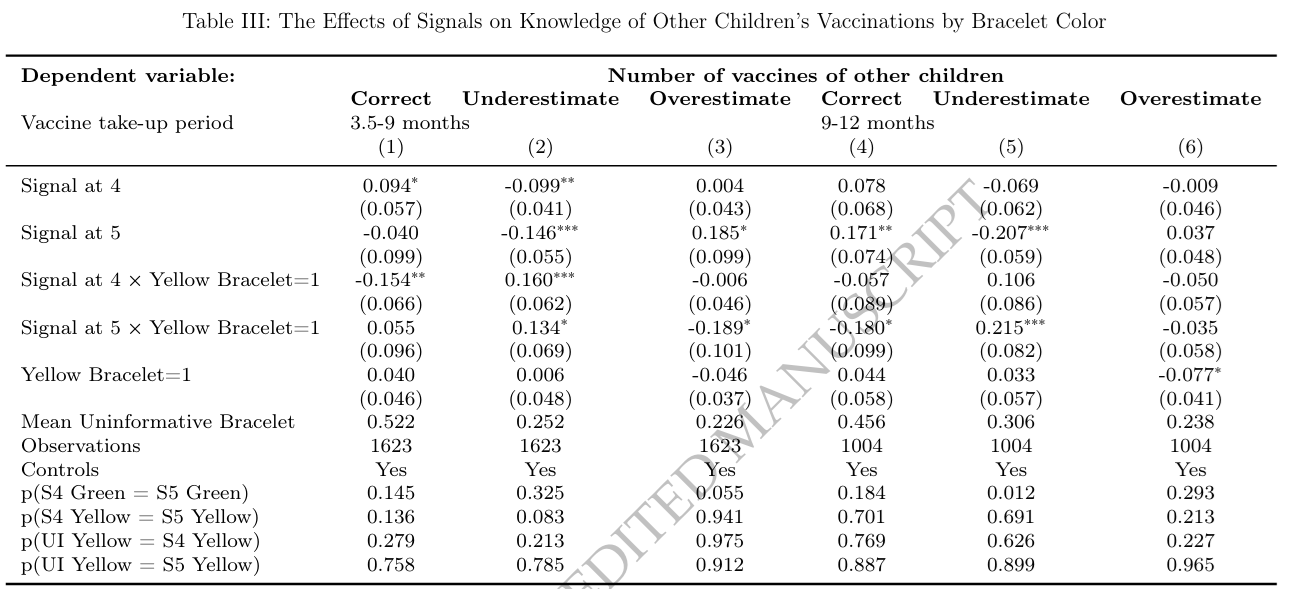 Table III: The Effects of Signals on Knowledge of Other Children's Vaccinations by Bracelet Color
Dependent variable: Number of vaccines of other children
Correct Underestimate Overestimate Correct Underestimate Overestimate
Vaccine take-up period 3.5-9 months 9-12 months
(1) (2) (3) (4) (5) (6)
Signal at 4 0.094* -0.099** 0.004 0.078 -0.069 -0.009
(0.057) (0.041) (0.043) (0.068) (0.062) (0.046)
Signal at 5 -0.040 -0.146*** 0.185* 0.171** -0.207*** 0.037
(0.099) (0.055) (0.099) (0.074) (0.059) (0.048)
Signal at 4 × Yellow Bracelet=1 -0.154** 0.160*** -0.006 -0.057 0.106 -0.050
(0.066) (0.062) (0.046) (0.089) (0.086) (0.057)
Signal at 5 × Yellow Bracelet=1 0.055 0.134* -0.189* -0.180* 0.215*** -0.035
(0.096) (0.069) (0.101) (0.099) (0.082) (0.058)
Yellow Bracelet=1 0.040 0.006 -0.046 0.044 0.033 -0.077*
(0.046) (0.048) (0.037) (0.058) (0.057) (0.041)
Mean Uninformative Bracelet 0.522 0.252 0.226 0.456 0.306 0.238
Observations 1623 1623 1623 1004 1004 1004
Controls Yes Yes Yes Yes Yes Yes
p(S4 Green = S5 Green) 0.145 0.325 0.055 0.184 0.012 0.293
p(S4 Yellow = S5 Yellow) 0.136 0.083 0.941 0.701 0.691 0.213
p(UI Yellow = S4 Yellow) 0.279 0.213 0.975 0.769 0.626 0.227
p(UI Yellow = S5 Yellow) 0.758 0.785 0.912 0.887 0.899 0.965
EDITED MANUSCRIPT